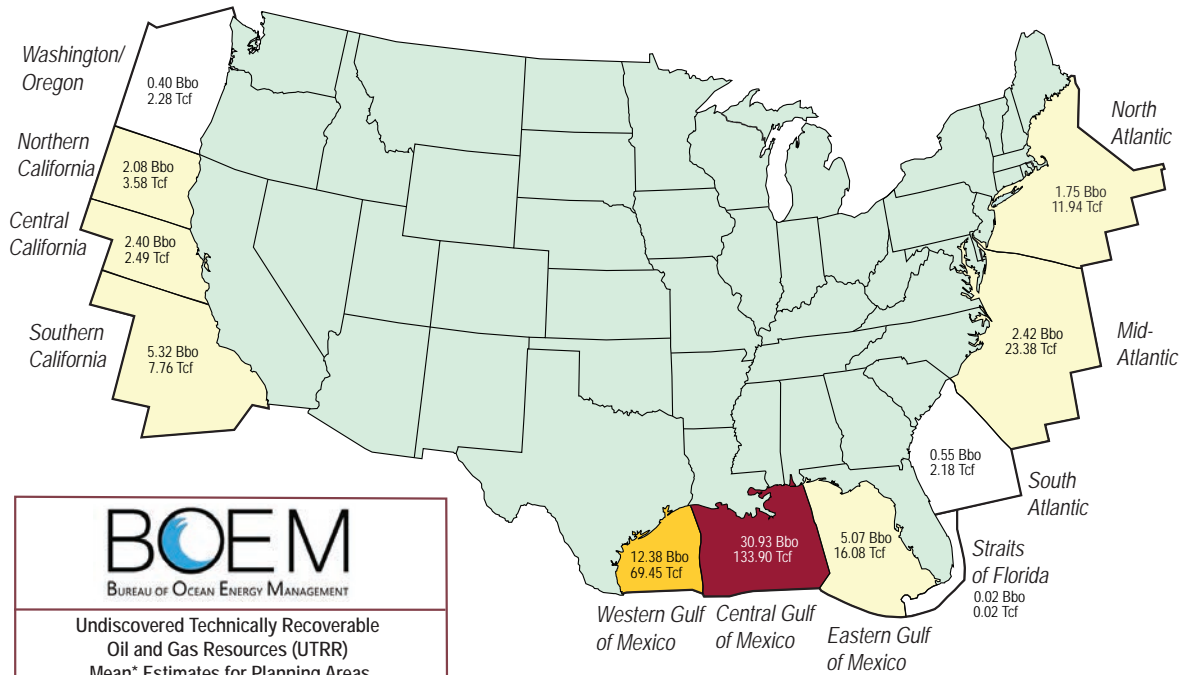 Washington/
Oregon
0.40 Bbo
2.28 Tcf
Northern
California
2.08 Bbo
3.58 Tcf
Central
California
2.40 Bbo
2.49 Tcf
Southern
California
5.32 Bbo
7.76 Tcf
North
Atlantic
1.75 Bbo
11.94 Tcf
Mid-
Atlantic
2.42 Bbo
23.38 Tcf
South
Atlantic
0.55 Bbo
2.18 Tcf
Straits
of Florida
0.02 Bbo
0.02 Tcf
12.38 Bbo
69.45 Tcf
Western Gulf
of Mexico
30.93 Bbo
133.90 Tcf
Central Gulf
of Mexico
5.07 Bbo
16.08 Tcf
Eastern Gulf
of Mexico
BOEM
BUREAU OF OCEAN ENERGY MANAGEMENT
Undiscovered Technically Recoverable
Oil and Gas Resources (UTRR)
Mean* Estimates for Planning Areas